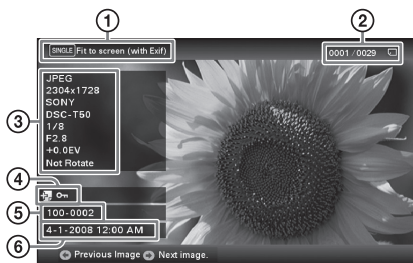 1
2
SINGLE Fit to screen (with Exif)
0001 /0029
3
JPEG
2304x1728
SONY
DSC-T50
1/8
F2.8
+0.0EV
Not Rotate
4
5
100-0002
6
4-1-2008 12:00 AM
Previous Image Next image.